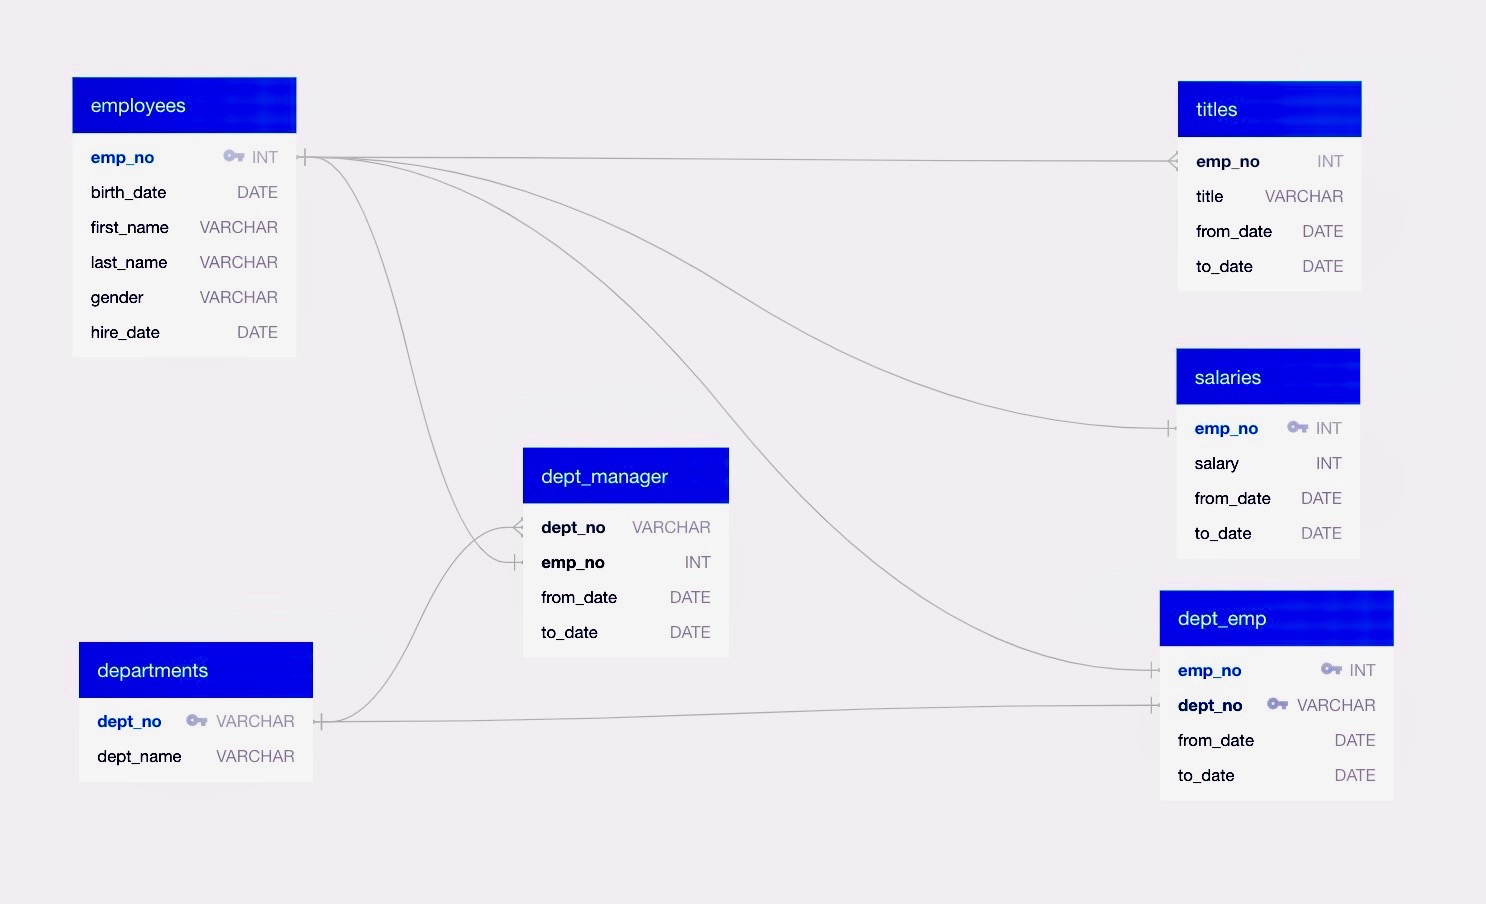 employees
emp_no INT
birth_date DATE
first_name VARCHAR
last_name VARCHAR
gender VARCHAR
hire_date DATE
titles
emp_no INT
title VARCHAR
from_date DATE
to_date DATE
salaries
emp_no INT
salary INT
from_date DATE
to_date DATE
dept_manager
dept_no VARCHAR
emp_no INT
from_date DATE
to_date DATE
departments
dept_no VARCHAR
dept_name VARCHAR
dept_emp
emp_no INT
dept_no VARCHAR
from_date DATE
to_date DATE